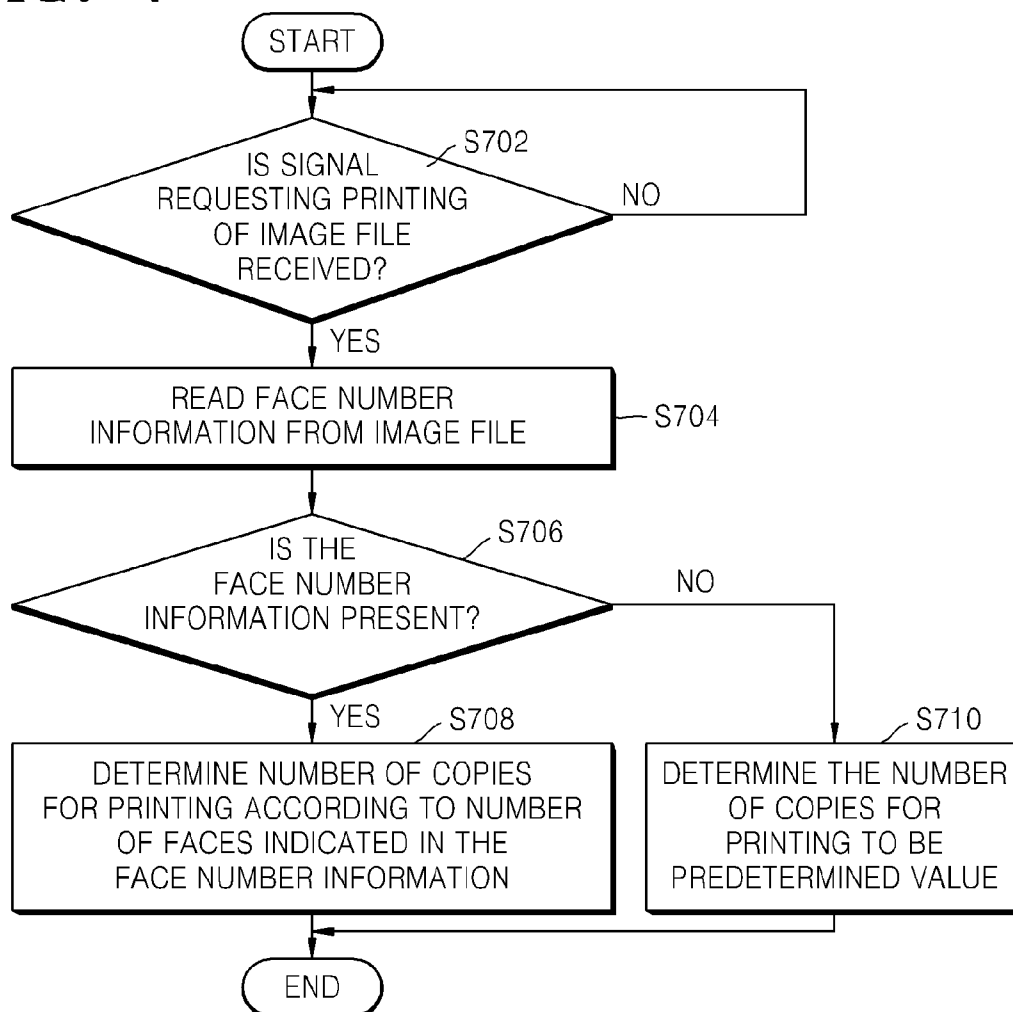 START
S702
IS SIGNAL
REQUESTING PRINTING
OF IMAGE FILE
RECEIVED?
NO
YES
READ FACE NUMBER
INFORMATION FROM IMAGE FILE
S704
IS THE
FACE NUMBER
INFORMATION PRESENT?
S706
NO
YES
S708
DETERMINE NUMBER OF COPIES
FOR PRINTING ACCORDING TO NUMBER
OF FACES INDICATED IN THE
FACE NUMBER INFORMATION
S710
DETERMINE THE NUMBER
OF COPIES FOR
PRINTING TO BE
PREDETERMINED VALUE
END